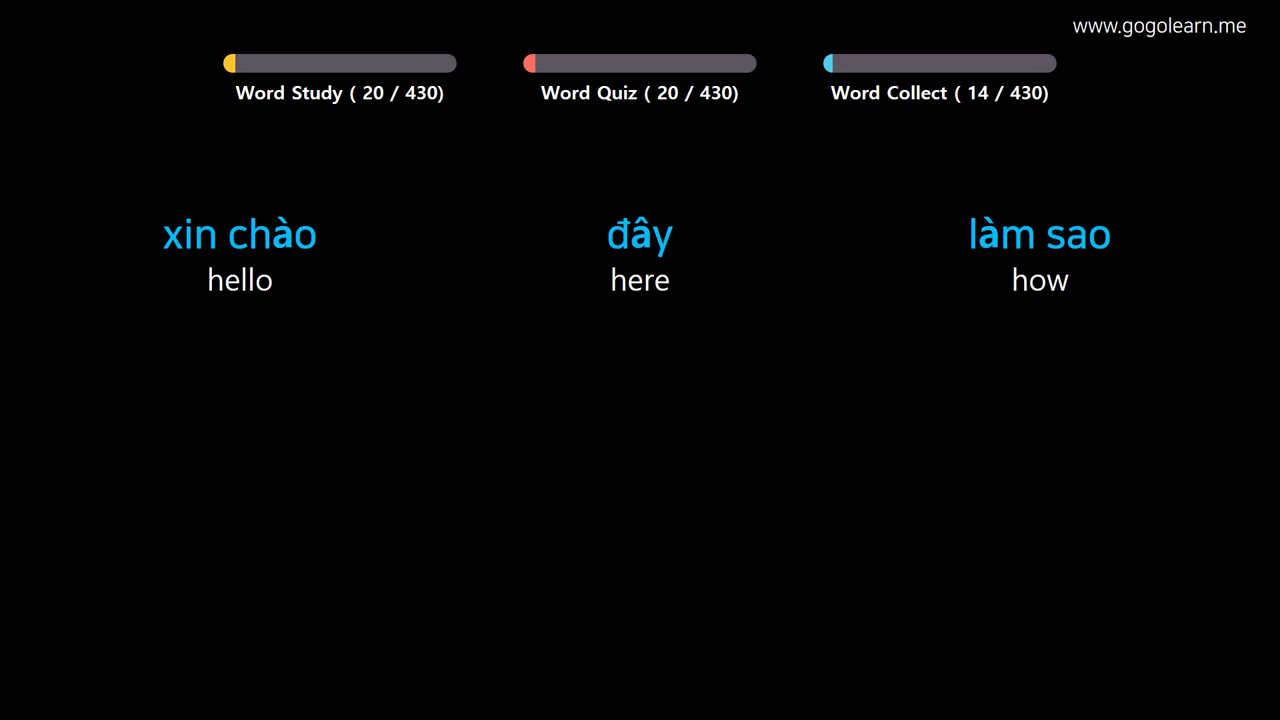 www.gogolearn.me
Word Study ( 20 / 430)
Word Quiz ( 20 / 430)
Word Collect ( 14 / 430)
xin chào
hello
đây
here
làm sao
how